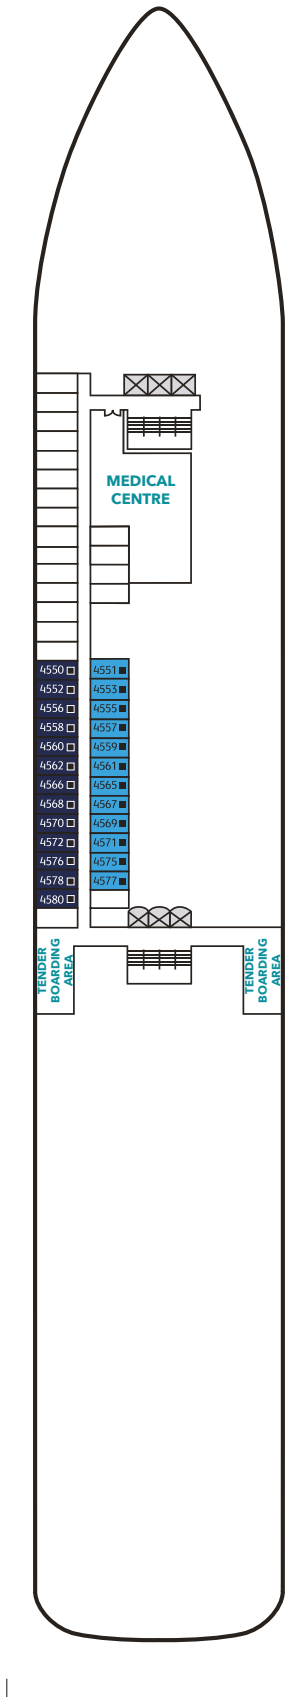 MEDICAL
CENTRE
4550 4551
4552 4553
4556 4555
4558 4557
4560 4559
4562 4561
4566 4565
4568 4567
4570 4569
4572 4571
4576 4575
4578 4577
4580
TENDER
BOARDING
AREA
TENDER
BOARDING
AREA